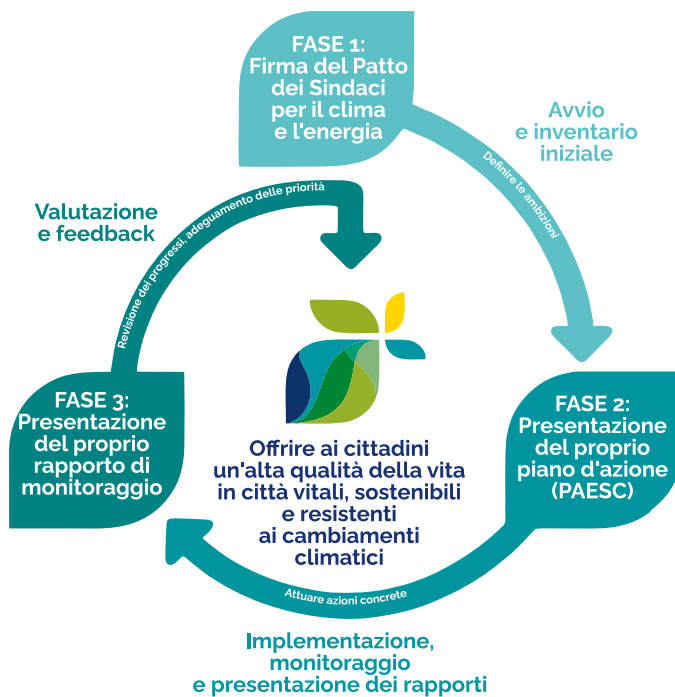 FASE 1:
Firma del Patto
dei Sindaci
per il clima
e l'energia
Avvio
e inventario
iniziale
Definire le ambizioni
FASE 2:
Presentazione
del proprio
piano d'azione
(PAESC)
Attuare azioni concrete
Implementazione,
monitoraggio
e presentazione dei rapporti
FASE 3:
Presentazione
del proprio
rapporto di
monitoraggio
Valutazione
e feedback
Revisione dei progressi, adeguamento delle priorità
Offrire ai cittadini
un'alta qualità della vita
in città vitali, sostenibili
e resistenti
ai cambiamenti
climatici